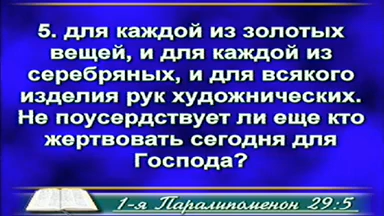 5. для каждой из золотых
вещей, и для каждой из
серебряных, и для всякого
изделия рук художнических.
Не поусердствует ли еще кто
жертвовать сегодня для
Господа?
1-я Паралипоменон 29:5